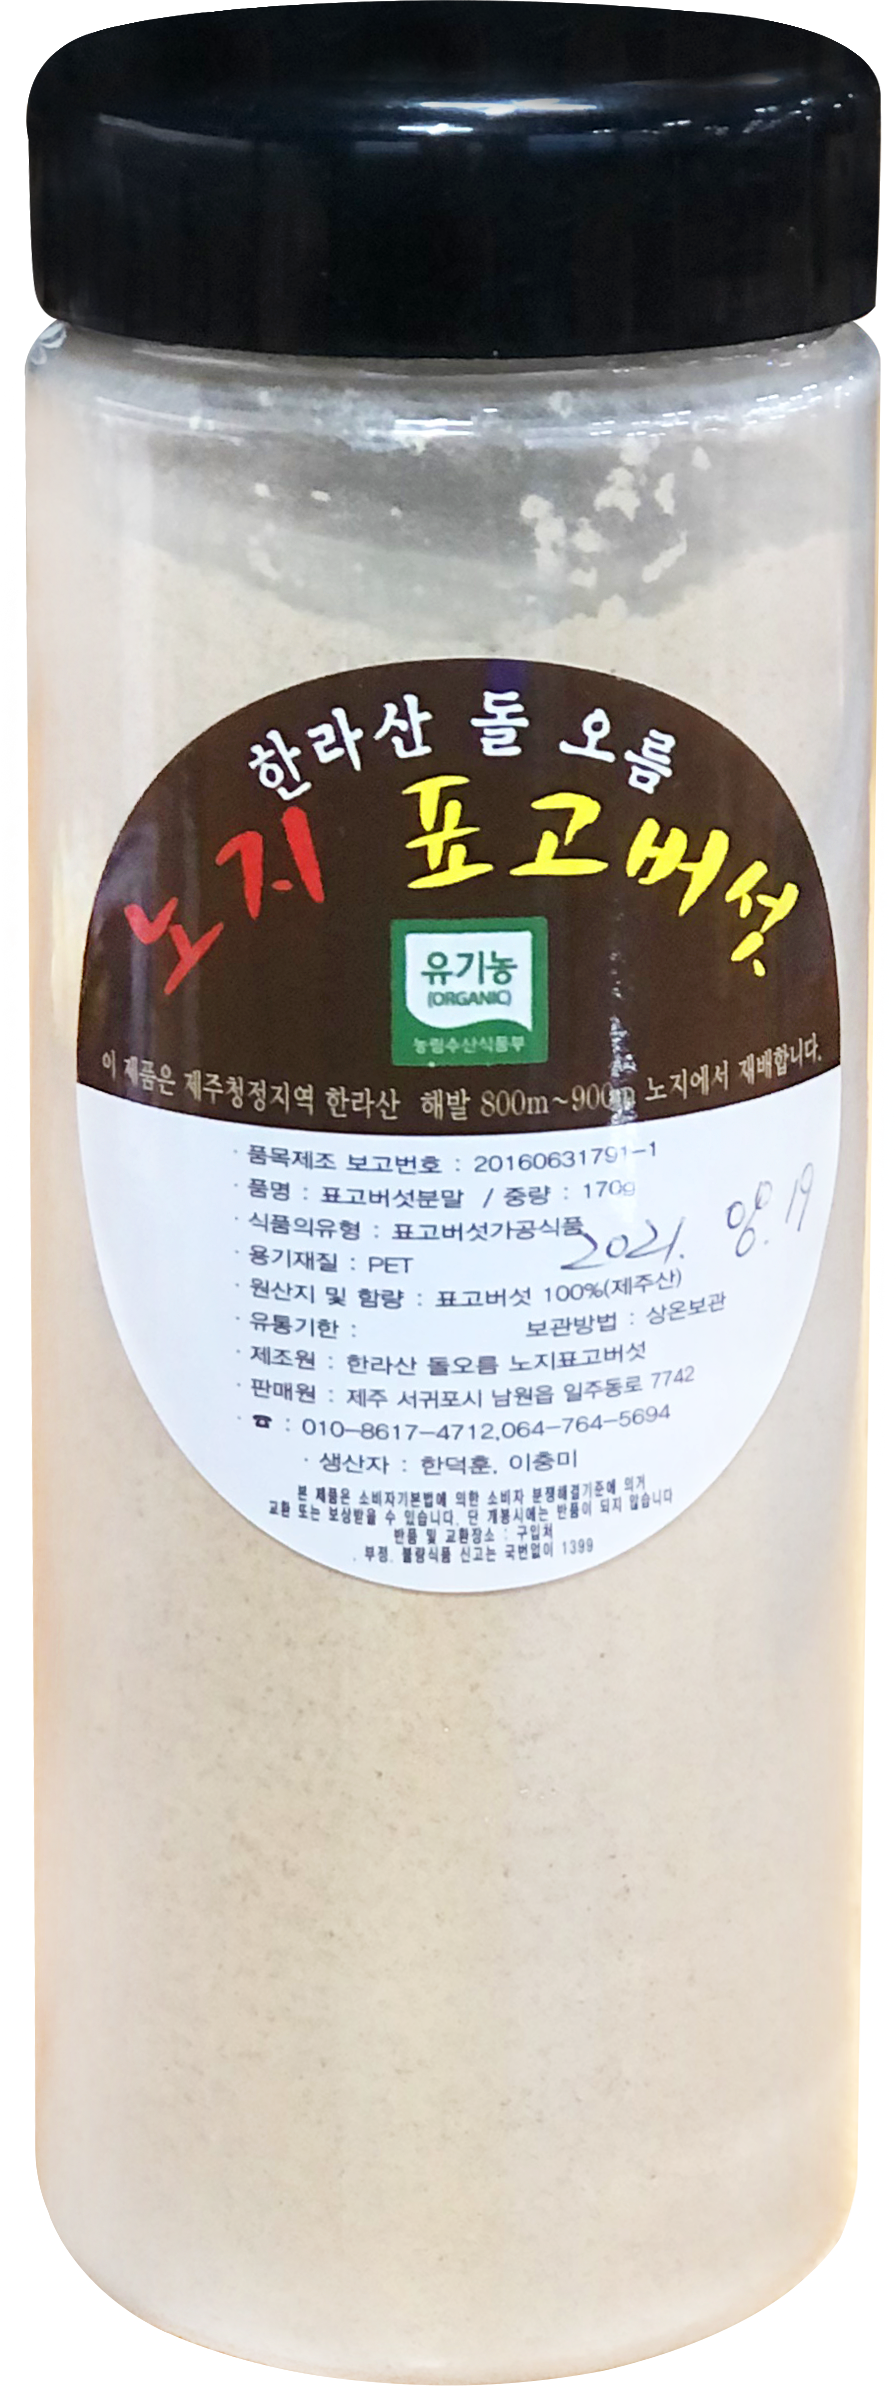 한라산 돌 오름
노지 표고버섯
유기농
(ORGANIC)
농림수산식품부
이 제품은 제주청정지역 한라산 해발 800m~900m 노지에서 재배합니다.
· 품목제조 보고번호 : 20160631791-1
· 품명 : 표고버섯분말 / 중량 : 170g
· 식품의유형 : 표고버섯가공식품
2021. 19
· 용기재질 : PET
· 원산지 및 함량 : 표고버섯 100%(제주산)
· 유통기한 : 보관방법 : 상온보관
· 제조원 : 한라산 돌오름 노지표고버섯
· 판매원 : 제주 서귀포시 남원읍 일주동로 7742
· ☎ : 010-8617-4712,064-764-5694
· 생산자 : 한덕훈, 이충미
본 제품은 소비자기본법에 의한 소비자 분쟁해결기준에 의거
교환 또는 보상받을 수 있습니다. 단 개봉시에는 반품이 되지 않습니다
반품 및 교환장소 : 구입처
. 부정, 불량식품 신고는 국번없이 1399